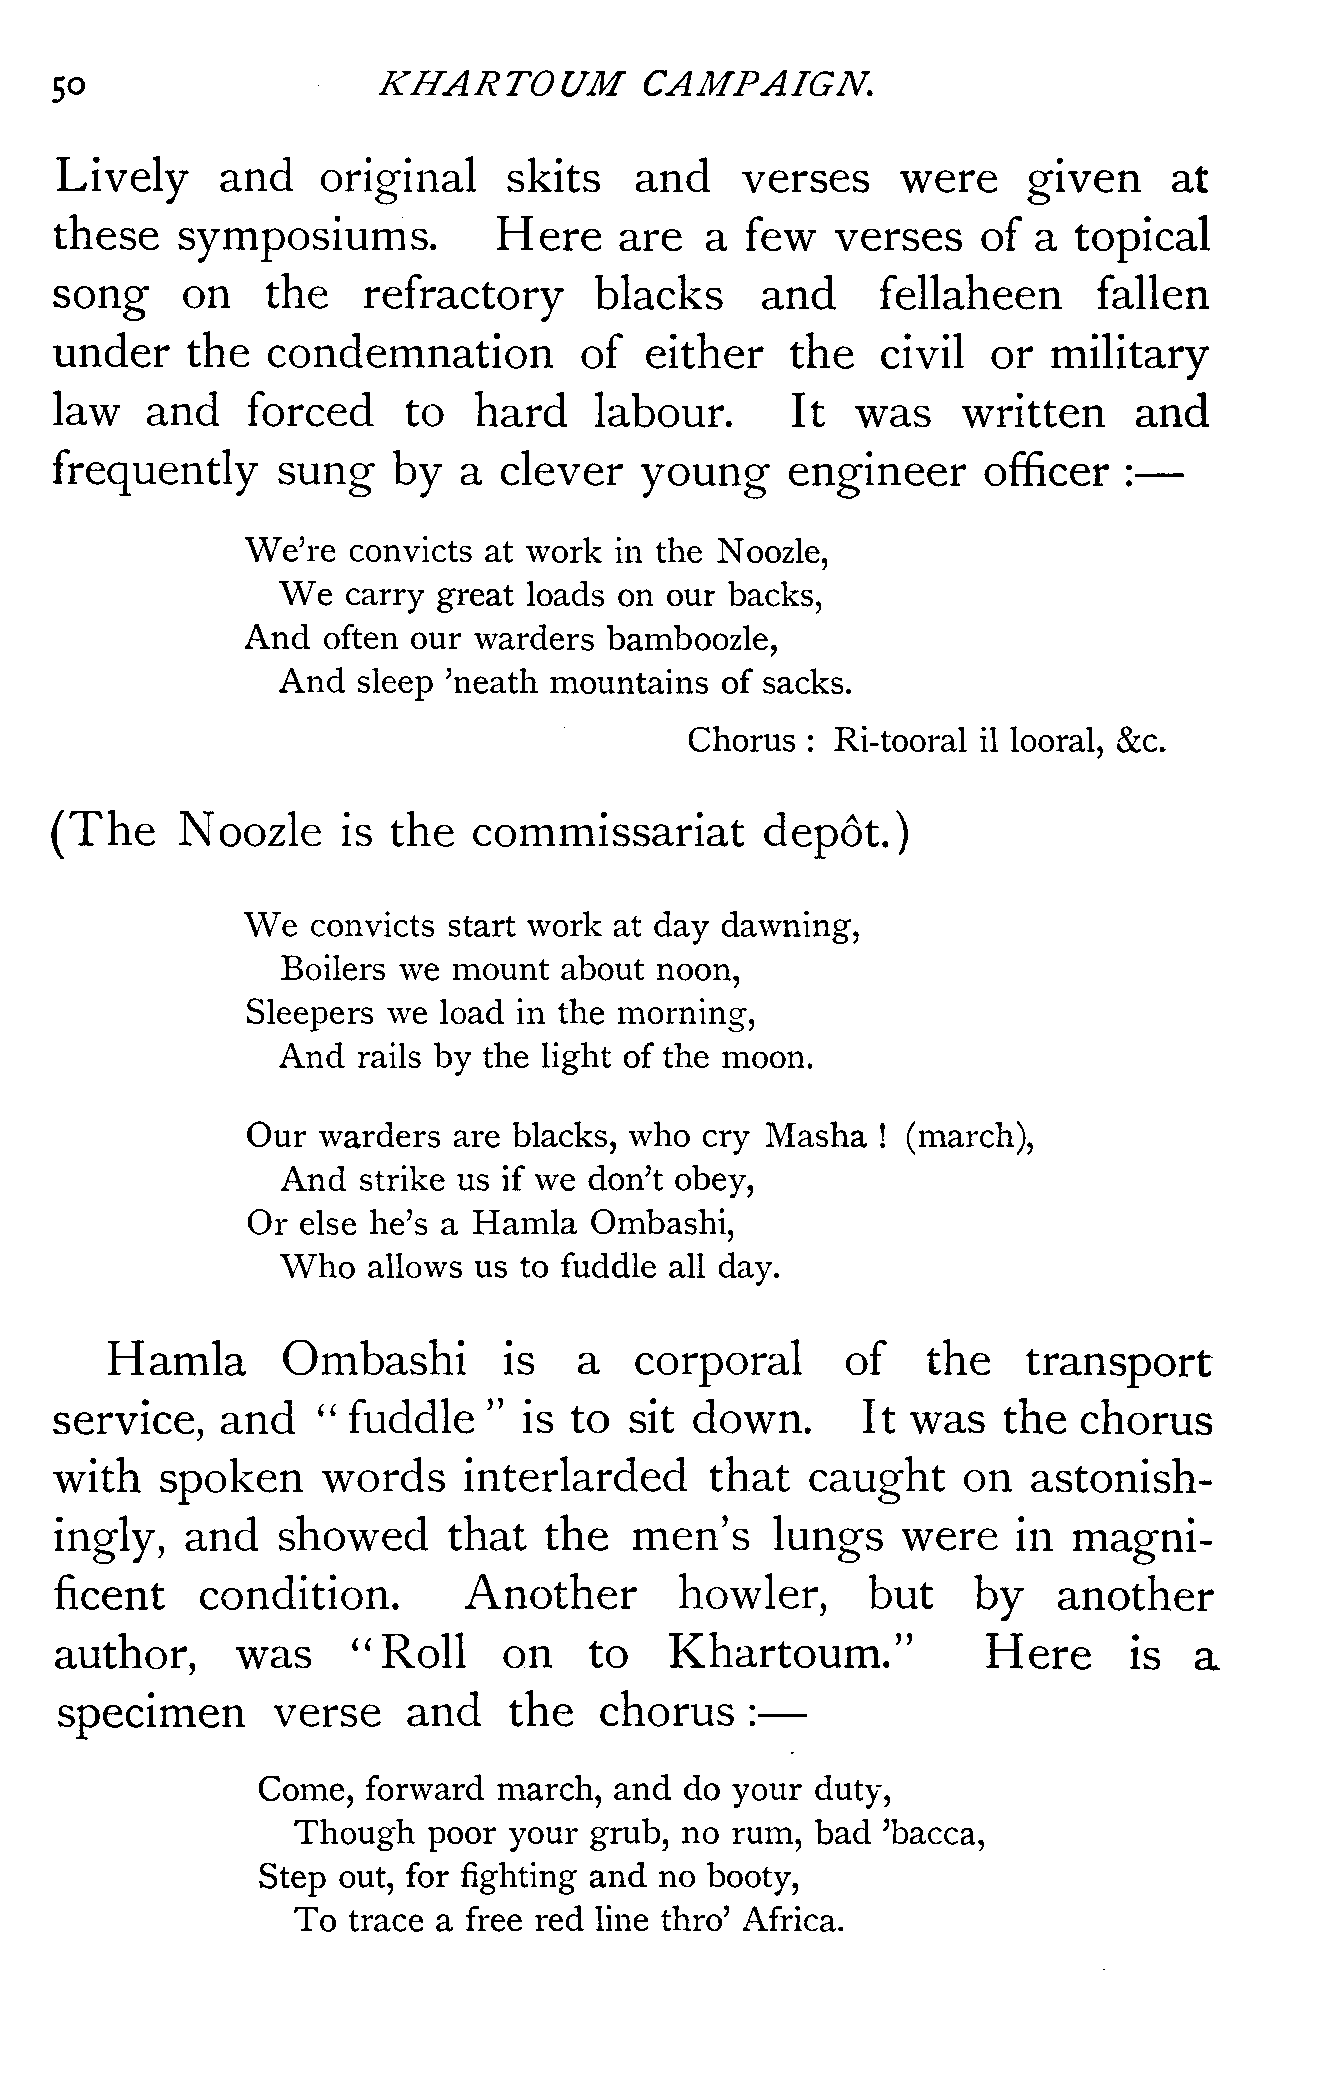 50 KHARTOUM CAMPAIGN.
Lively and original skits and verses were given at
these symposiums. Here are a few verses of a topical
song on the refractory blacks and fellaheen fallen
under the condemnation of either the civil or military
law and forced to hard labour. It was written and
frequently sung by a clever young engineer officer :—
We're convicts at work in the Noozle,
We carry great loads on our backs,
And often our warders bamboozle,
And sleep 'neath mountains of sacks.
Chorus : Ri-tooral il looral, &c.
(The Noozle is the commissariat depôt.)
We convicts start work at day dawning,
Boilers we mount about noon,
Sleepers we load in the morning,
And rails by the light of the moon.
Our warders are blacks, who cry Masha ! (march),
And strike us if we don't obey,
Or else he's a Hamla Ombashi,
Who allows us to fuddle all day.
Hamla Ombashi is a corporal of the transport
service, and “ fuddle ” is to sit down. It was the chorus
with spoken words interlarded that caught on astonish-
ingly, and showed that the men's lungs were in magni-
ficent condition. Another howler, but by another
author, was “Roll on to Khartoum.” Here is a
specimen verse and the chorus :—
Come, forward march, and do your duty,
Though poor your grub, no rum, bad 'bacca,
Step out, for fighting and no booty,
To trace a free red line thro' Africa.